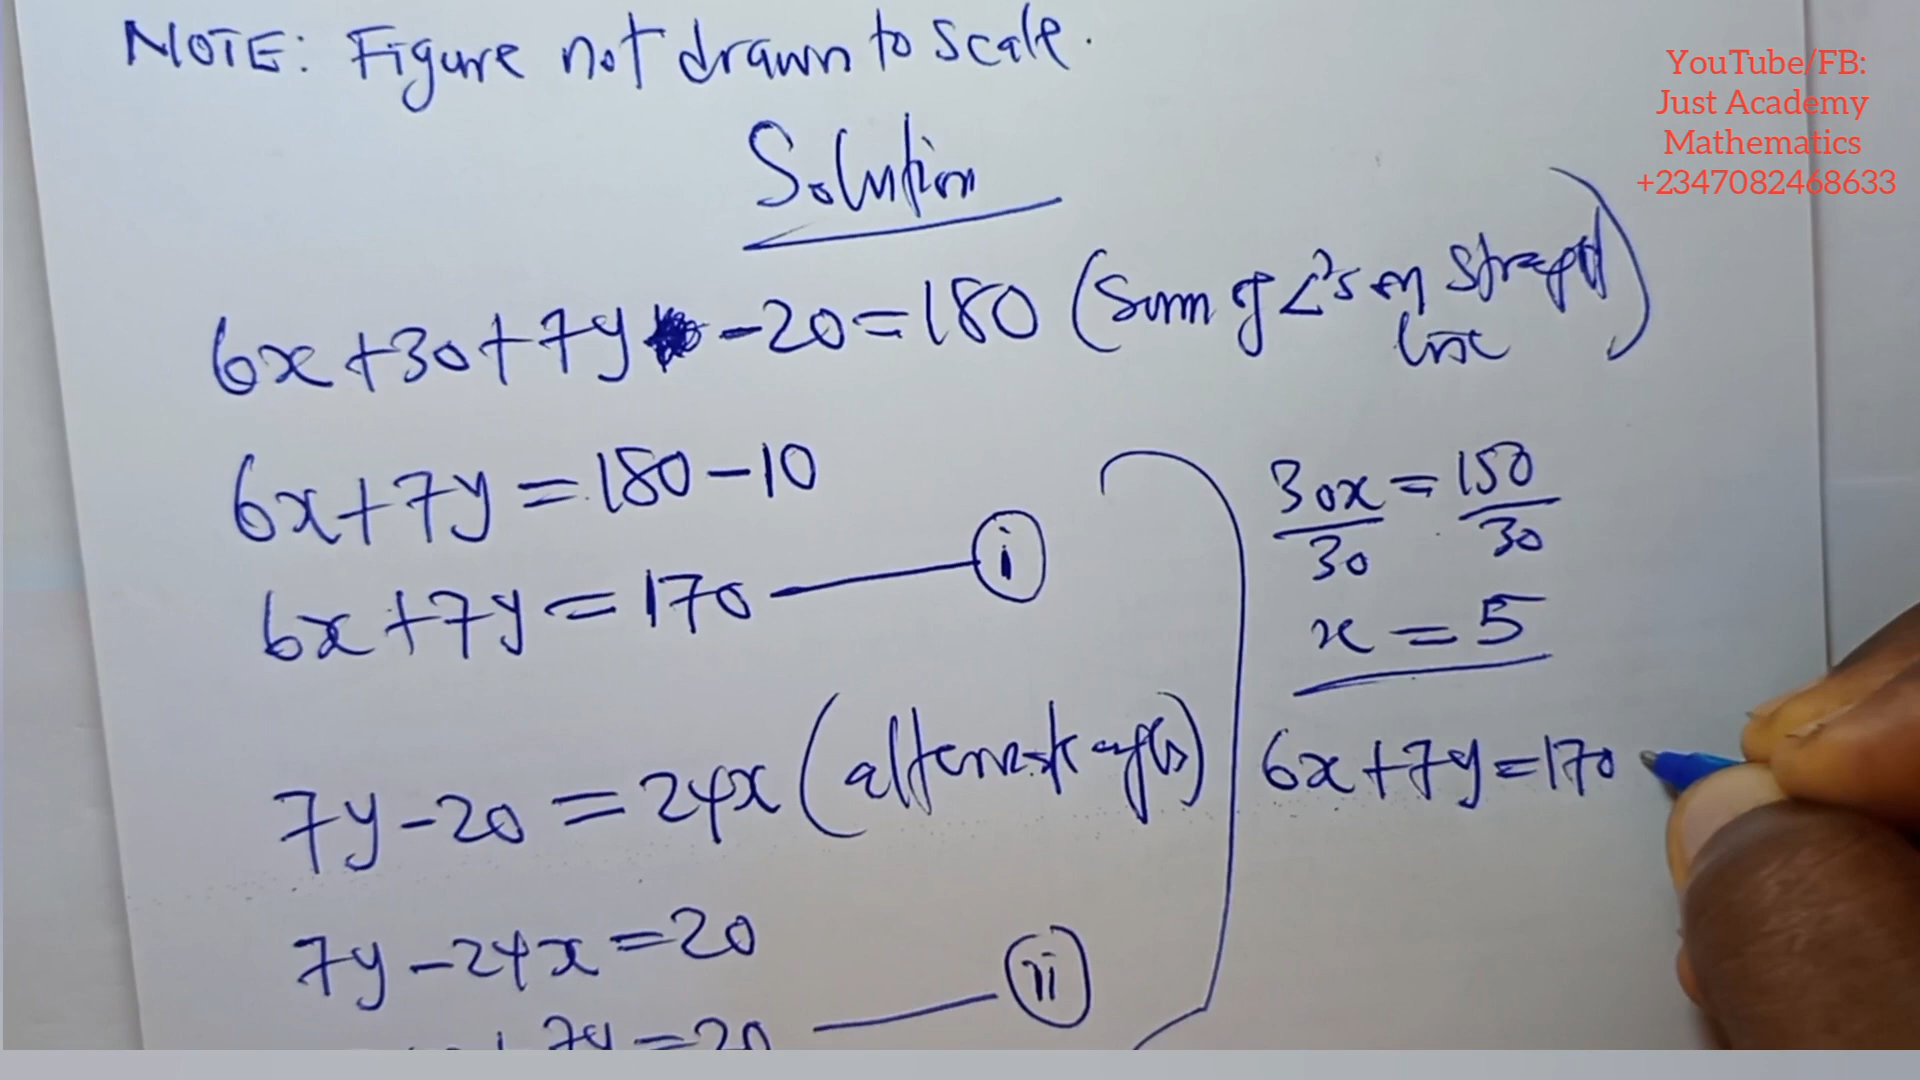 NOTE: Figure not drawn to scale.
YouTube/FB:
Just Academy
Mathematics
+2347082468633
Solution
6x+30+7y -20=180 (Sum of ∠'s on straight line)
6x+7y=180-10
6x+7y=170 — (i)
7y-20=24x (alternate angles)
7y-24x=20
+7y=20 — (ii)
30x/30=150/30
x=5
6x+7y=170